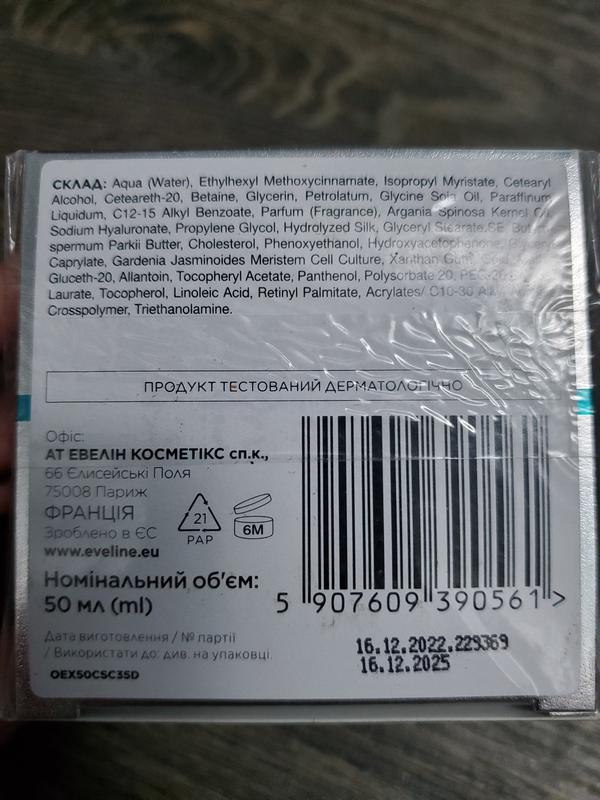 СКЛАД: Aqua (Water), Ethylhexyl Methoxycinnamate, Isopropyl Myristate, Cetearyl
Alcohol, Ceteareth-20, Betaine, Glycerin, Petrolatum, Glycine Soja Oil, Paraffinum
Liquidum, C12-15 Alkyl Benzoate, Parfum (Fragrance), Argania Spinosa Kernel Oil,
Sodium Hyaluronate, Propylene Glycol, Hydrolyzed Silk, Glyceryl Stearate SE,
spermum Parkii Butter, Cholesterol, Phenoxyethanol, Hydroxyacetophenone,
Caprylate, Gardenia Jasminoides Meristem Cell Culture, Xanthan Gum,
Gluceth-20, Allantoin, Tocopheryl Acetate, Panthenol, Polysorbate 20,
Laurate, Tocopherol, Linoleic Acid, Retinyl Palmitate, Acrylates/ C10-30
Crosspolymer, Triethanolamine.
ПРОДУКТ ТЕСТОВАНИЙ ДЕРМАТОЛОГІЧНО
Офіс:
АТ ЕВЕЛІН КОСМЕТІКС сп.к.,
66 Єлисейські Поля
75008 Париж
ФРАНЦІЯ
Зроблено в ЄС
www.eveline.eu
21
PAP
6M
Номінальний об'єм:
50 мл (ml)
5 907609 390561 >
Дата виготовлення / № партії
/ Використати до: див. на упаковці.
16.12.2022.229369
16.12.2025
OEX50CSC35D